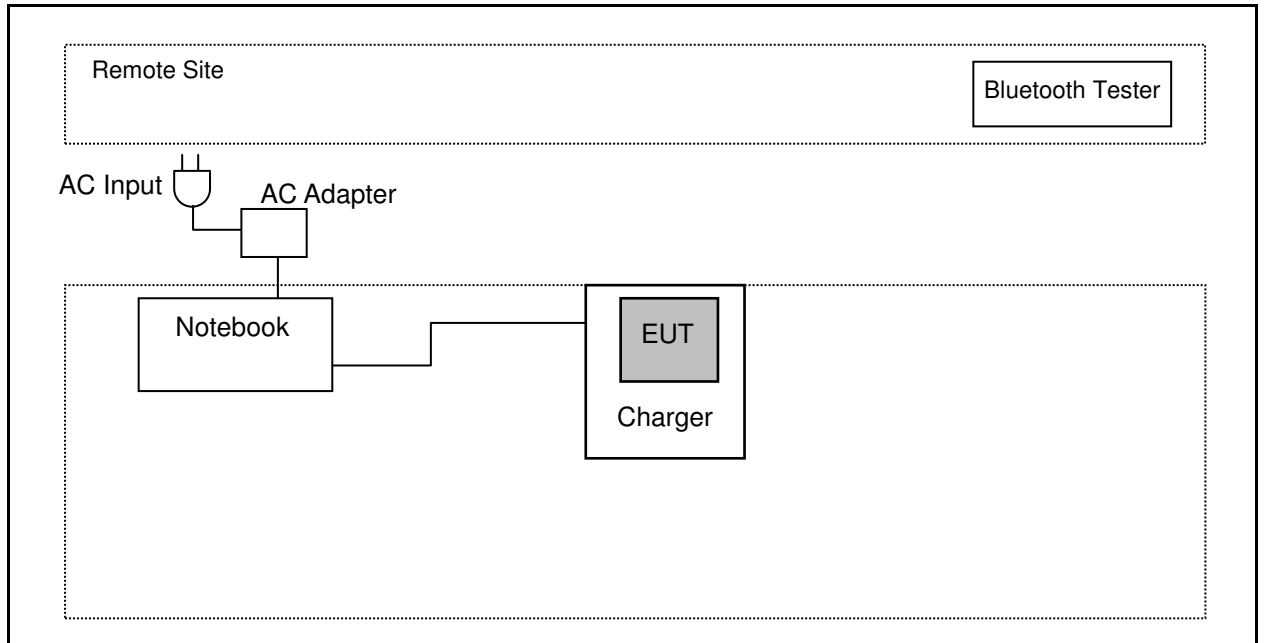 Remote Site
Bluetooth Tester
AC Input
AC Adapter
Notebook
EUT
Charger